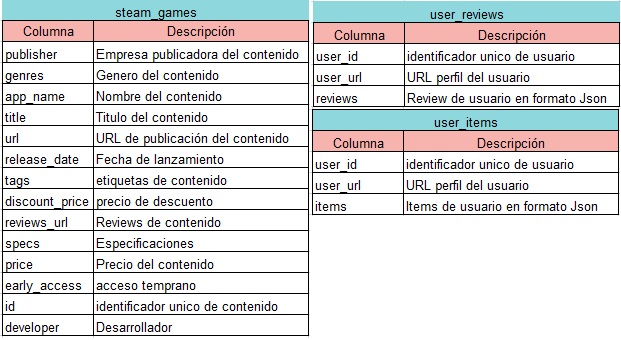 steam_games
Columna Descripción
publisher Empresa publicadora del contenido
genres Genero del contenido
app_name Nombre del contenido
title Titulo del contenido
url URL de publicación del contenido
release_date Fecha de lanzamiento
tags etiquetas de contenido
discount_price precio de descuento
reviews_url Reviews de contenido
specs Especificaciones
price Precio del contenido
early_access acceso temprano
id identificador unico de contenido
developer Desarrollador
user_reviews
Columna Descripción
user_id identificador unico de usuario
user_url URL perfil del usuario
reviews Review de usuario en formato Json
user_items
Columna Descripción
user_id identificador unico de usuario
user_url URL perfil del usuario
items Items de usuario en formato Json